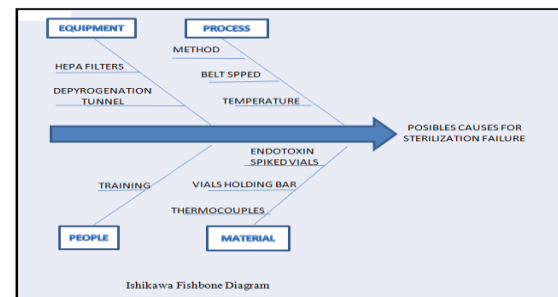 EQUIPMENT
PROCESS
METHOD
HEPA FILTERS
BELT SPPED
DEPYROGENATION
TUNNEL
TEMPERATURE
POSIBLES CAUSES FOR
STERILIZATION FAILURE
ENDOTOXIN
SPIKED VIALS
TRAINING
VIALS HOLDING BAR
THERMOCOUPLES
PEOPLE
MATERIAL
Ishikawa Fishbone Diagram